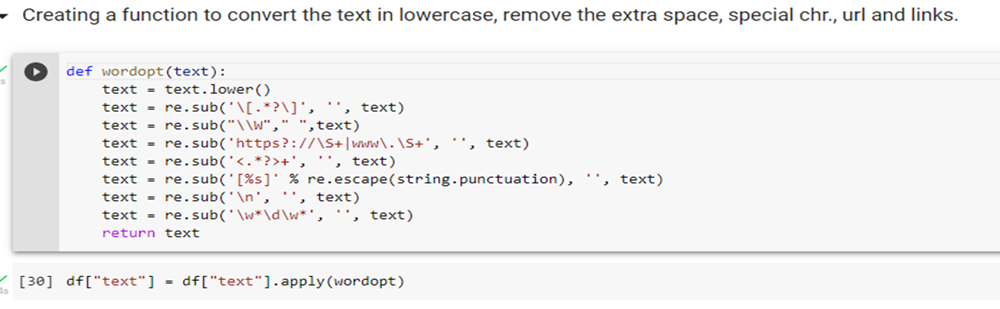 Creating a function to convert the text in lowercase, remove the extra space, special chr., url and links.
def wordopt(text):
    text = text.lower()
    text = re.sub('\[.*?\]', '', text)
    text = re.sub("\\W"," ",text)
    text = re.sub('https?://\S+|www\.\S+', '', text)
    text = re.sub('<.*?>+', '', text)
    text = re.sub('[%s]' % re.escape(string.punctuation), '', text)
    text = re.sub('\n', '', text)
    text = re.sub('\w*\d\w*', '', text)
    return text
[30] df["text"] = df["text"].apply(wordopt)